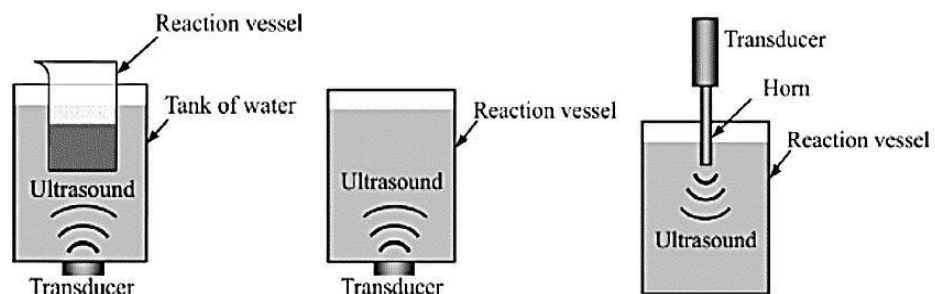 Reaction vessel
Tank of water
Ultrasound
Transducer
Reaction vessel
Ultrasound
Transducer
Transducer
Horn
Reaction vessel
Ultrasound